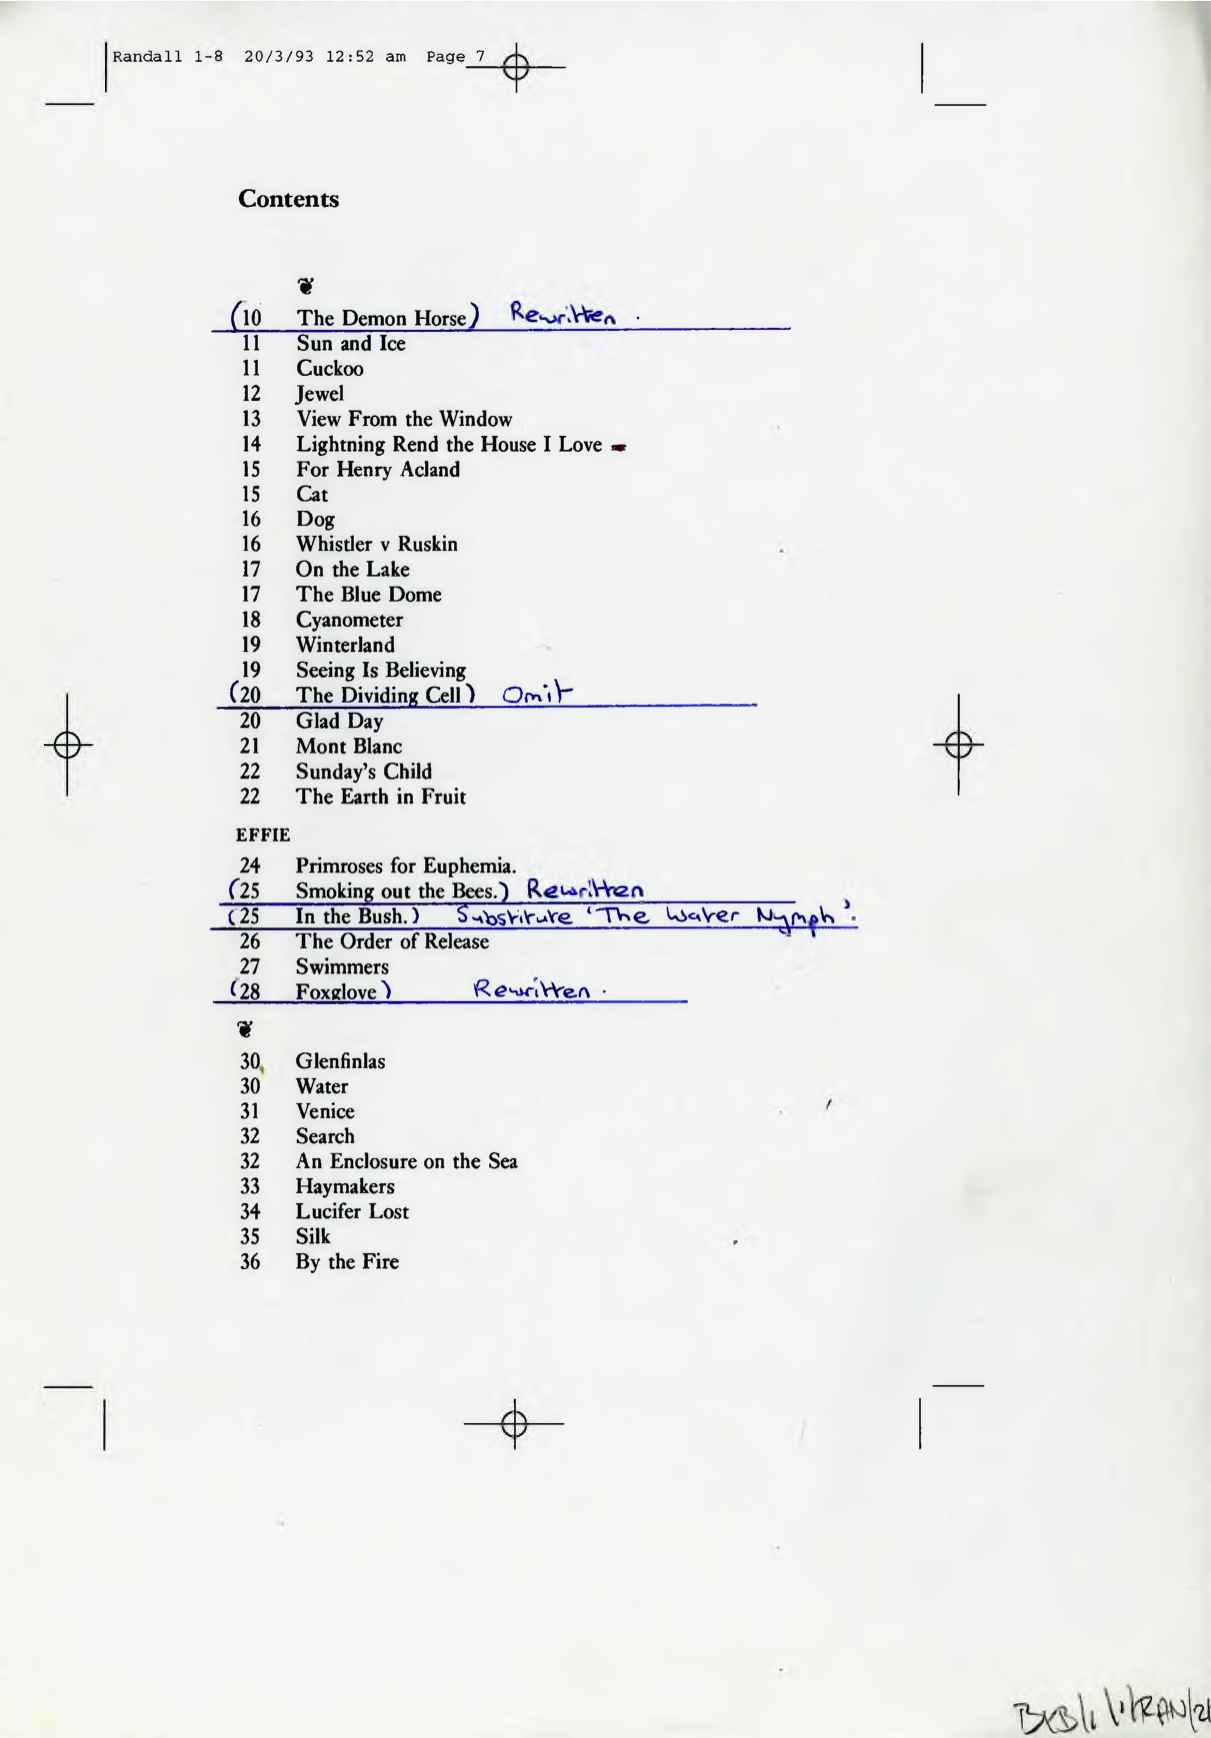 Randall 1-8 20/3/93 12:52 am Page 7
Contents
❦
(10 The Demon Horse) Rewritten.
11 Sun and Ice
11 Cuckoo
12 Jewel
13 View From the Window
14 Lightning Rend the House I Love
15 For Henry Acland
15 Cat
16 Dog
16 Whistler v Ruskin
17 On the Lake
17 The Blue Dome
18 Cyanometer
19 Winterland
19 Seeing Is Believing
(20 The Dividing Cell) Omit
20 Glad Day
21 Mont Blanc
22 Sunday's Child
22 The Earth in Fruit
EFFIE
24 Primroses for Euphemia.
(25 Smoking out the Bees.) Rewritten
(25 In the Bush.) Substitute 'The Water Nymph'.
26 The Order of Release
27 Swimmers
(28 Foxglove) Rewritten.
❦
30 Glenfinlas
30 Water
31 Venice
32 Search
32 An Enclosure on the Sea
33 Haymakers
34 Lucifer Lost
35 Silk
36 By the Fire